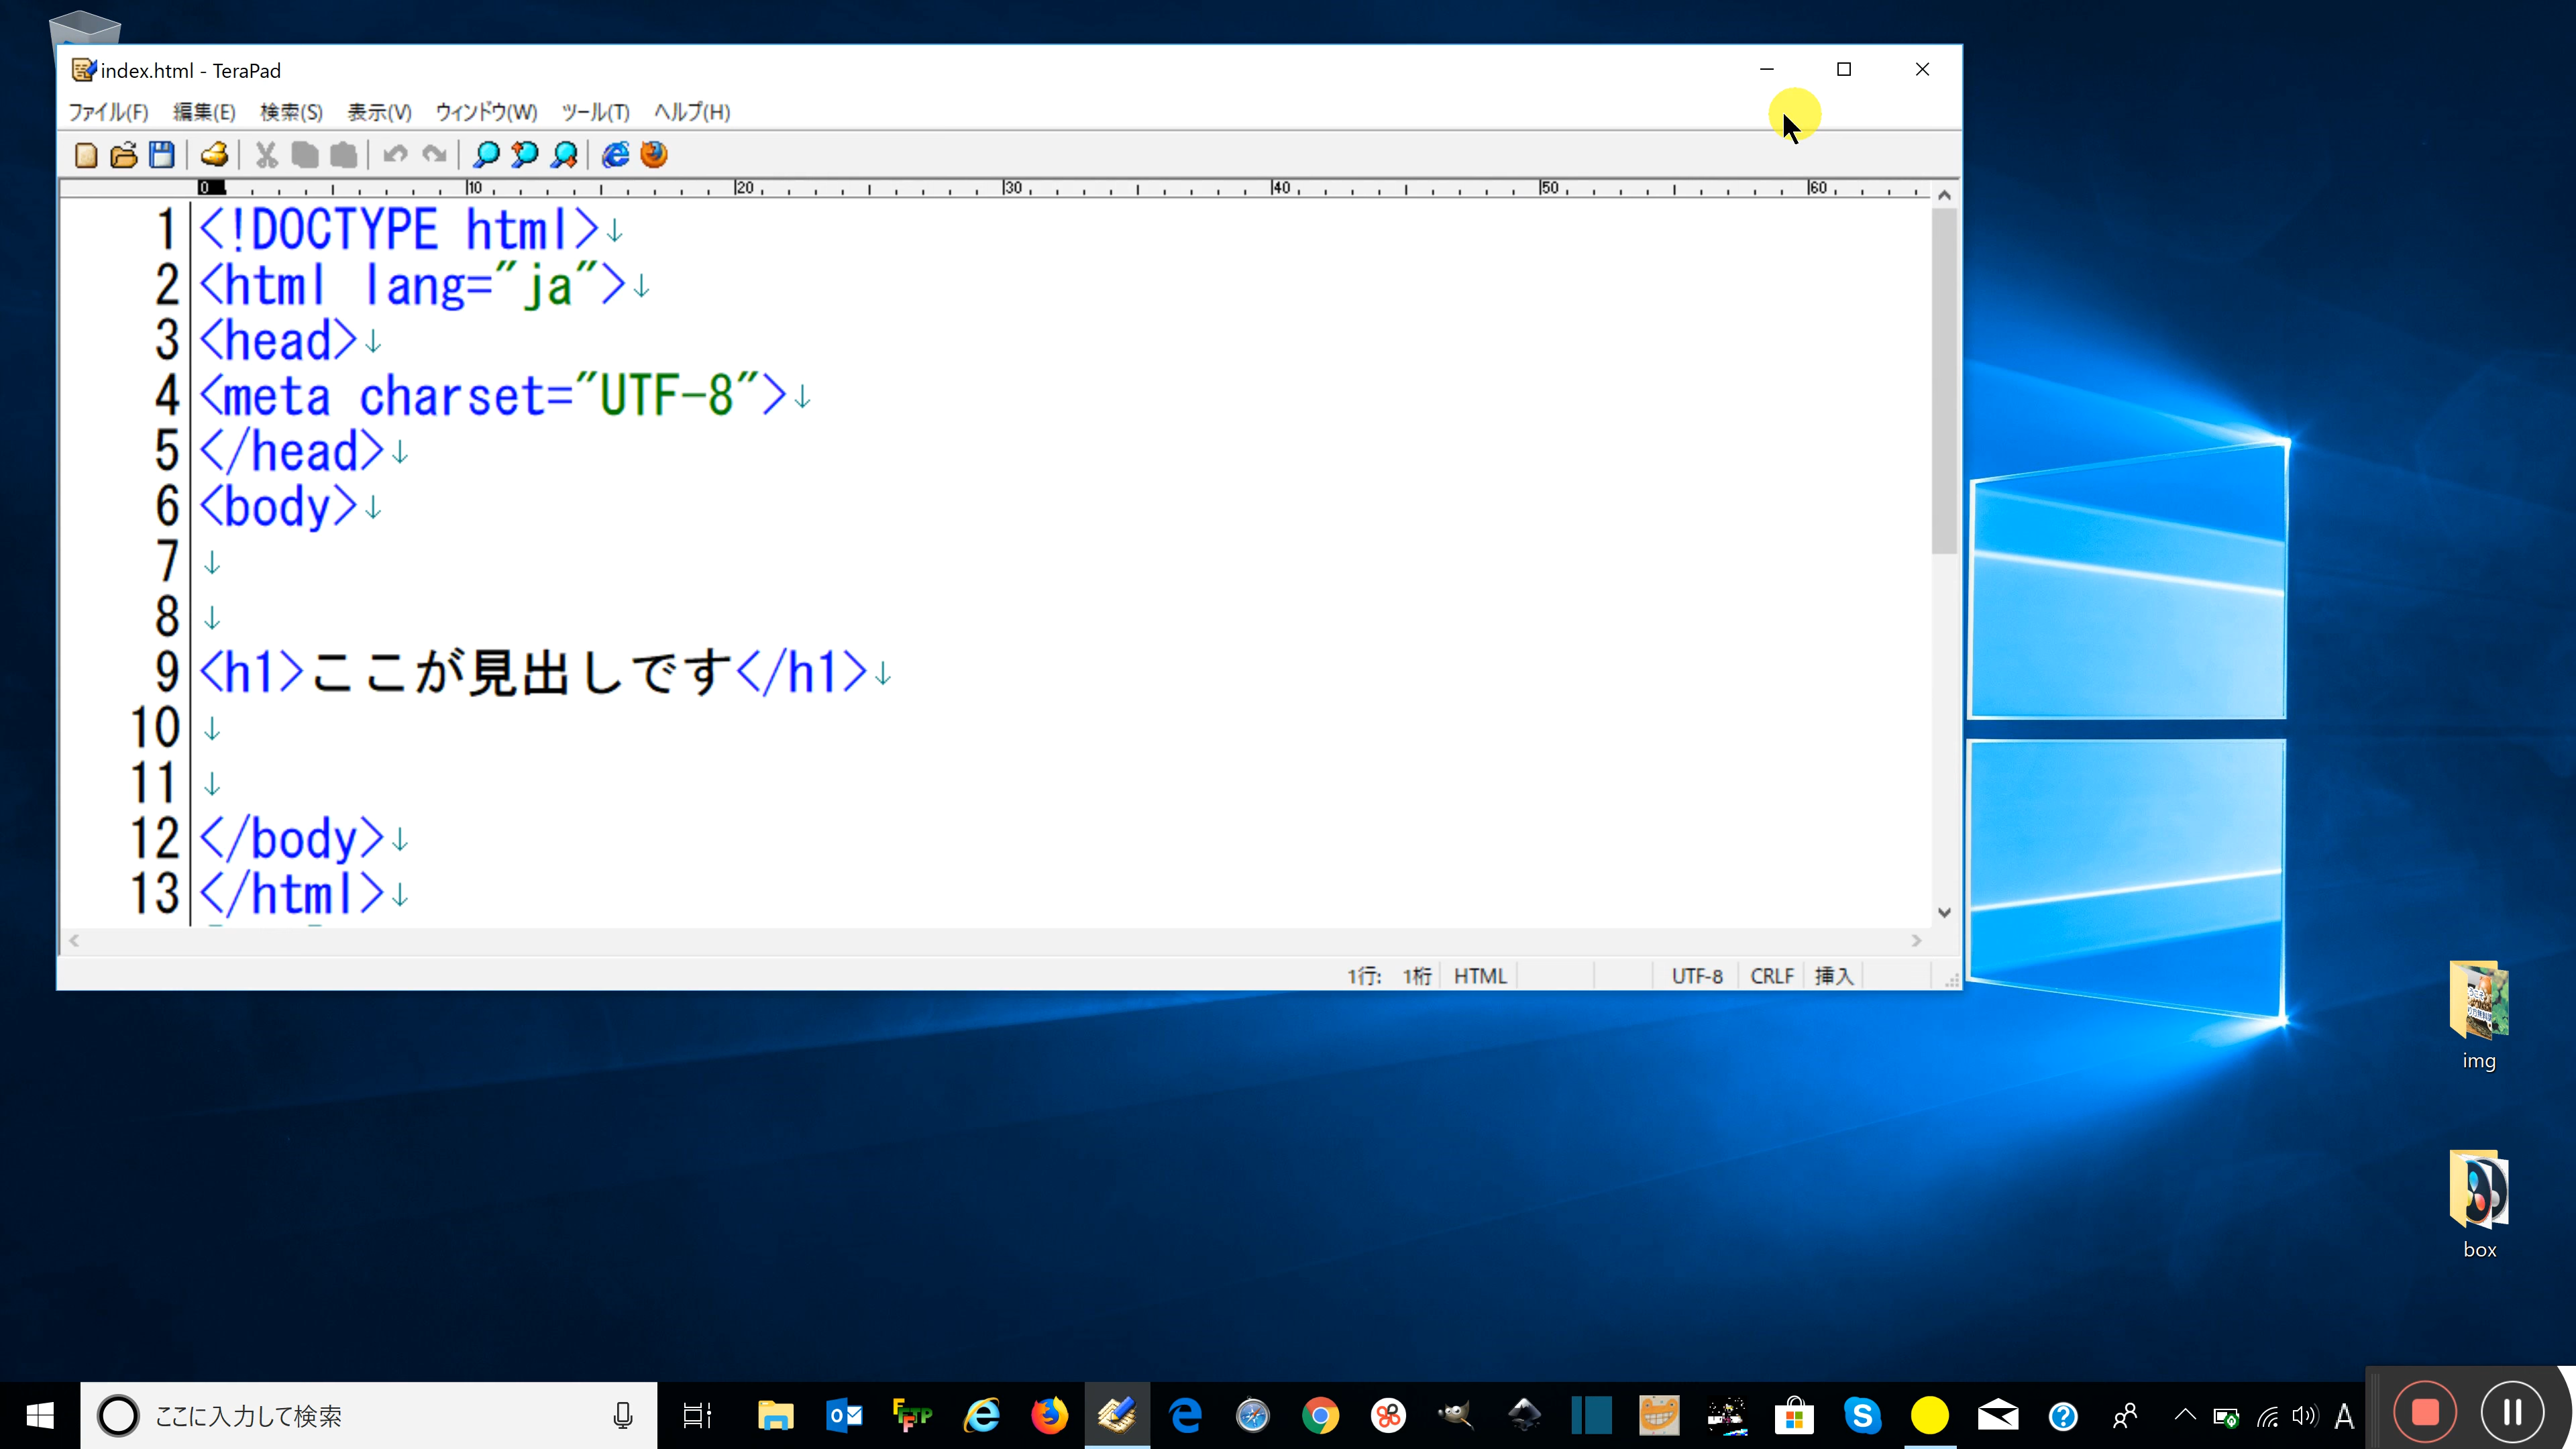 index.html - TeraPad
ファイル(F) 編集(E) 検索(S) 表示(V) ウィンドウ(W) ツール(T) ヘルプ(H)
0 10 20 30 40 50 60
1 <!DOCTYPE html>↓
2 <html lang="ja">↓
3 <head>↓
4 <meta charset="UTF-8">↓
5 </head>↓
6 <body>↓
7 ↓
8 ↓
9 <h1>ここが見出しです</h1>↓
10 ↓
11 ↓
12 </body>↓
13 </html>↓
1行: 1桁 HTML UTF-8 CRLF 挿入
img
box
ここに入力して検索
A